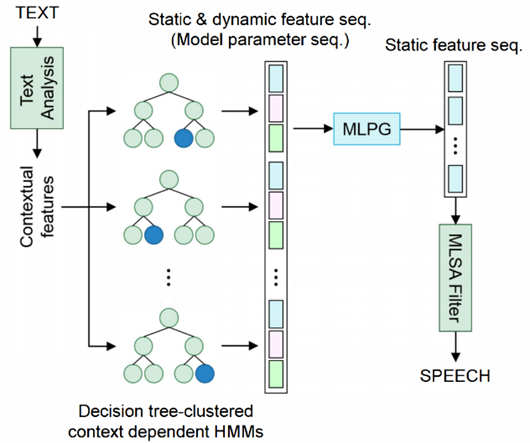 TEXT
Text
Analysis
Contextual
features
Static & dynamic feature seq.
(Model parameter seq.)
MLPG
Static feature seq.
MLSA Filter
SPEECH
Decision tree-clustered
context dependent HMMs